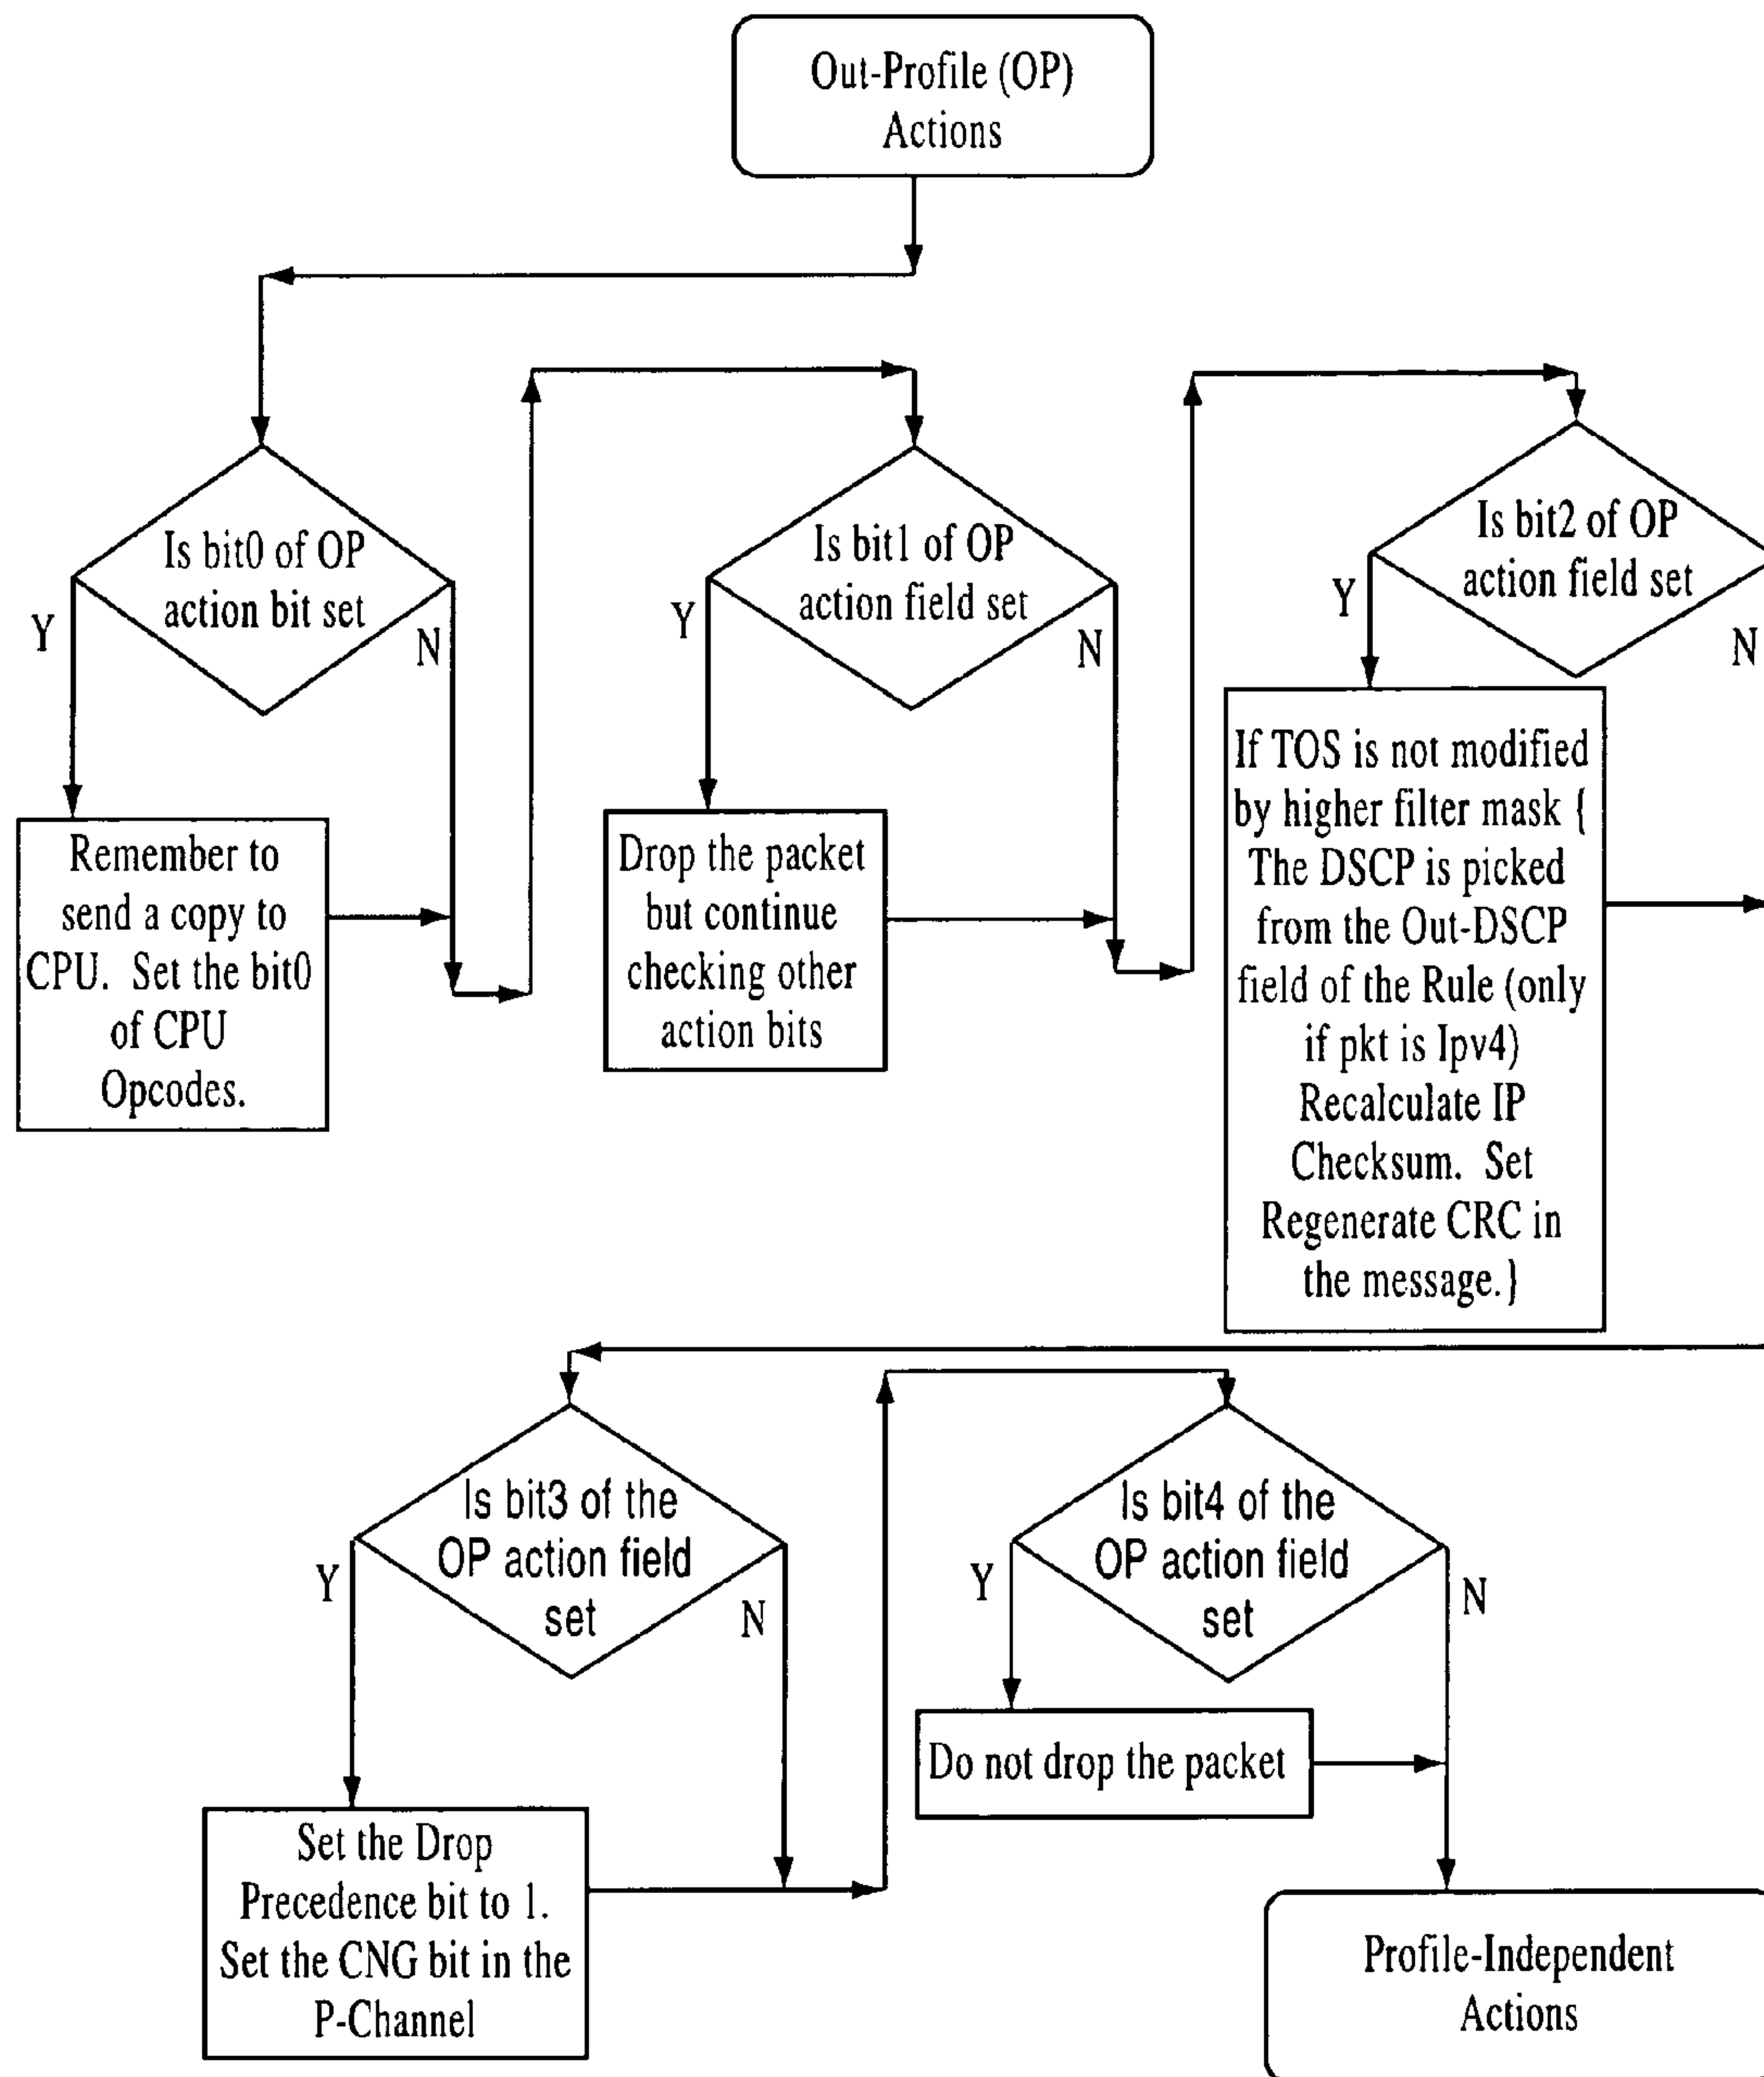 Out-Profile (OP)
Actions
Is bit0 of OP
action bit set
Y
N
Remember to
send a copy to
CPU. Set the bit0
of CPU
Opcodes.
Is bit1 of OP
action field set
Y
N
Drop the packet
but continue
checking other
action bits
Is bit2 of OP
action field set
Y
N
If TOS is not modified
by higher filter mask {
The DSCP is picked
from the Out-DSCP
field of the Rule (only
if pkt is Ipv4)
Recalculate IP
Checksum. Set
Regenerate CRC in
the message.}
Is bit3 of the
OP action field
set
Y
N
Set the Drop
Precedence bit to 1.
Set the CNG bit in the
P-Channel
Is bit4 of the
OP action field
set
Y
N
Do not drop the packet
Profile-Independent
Actions